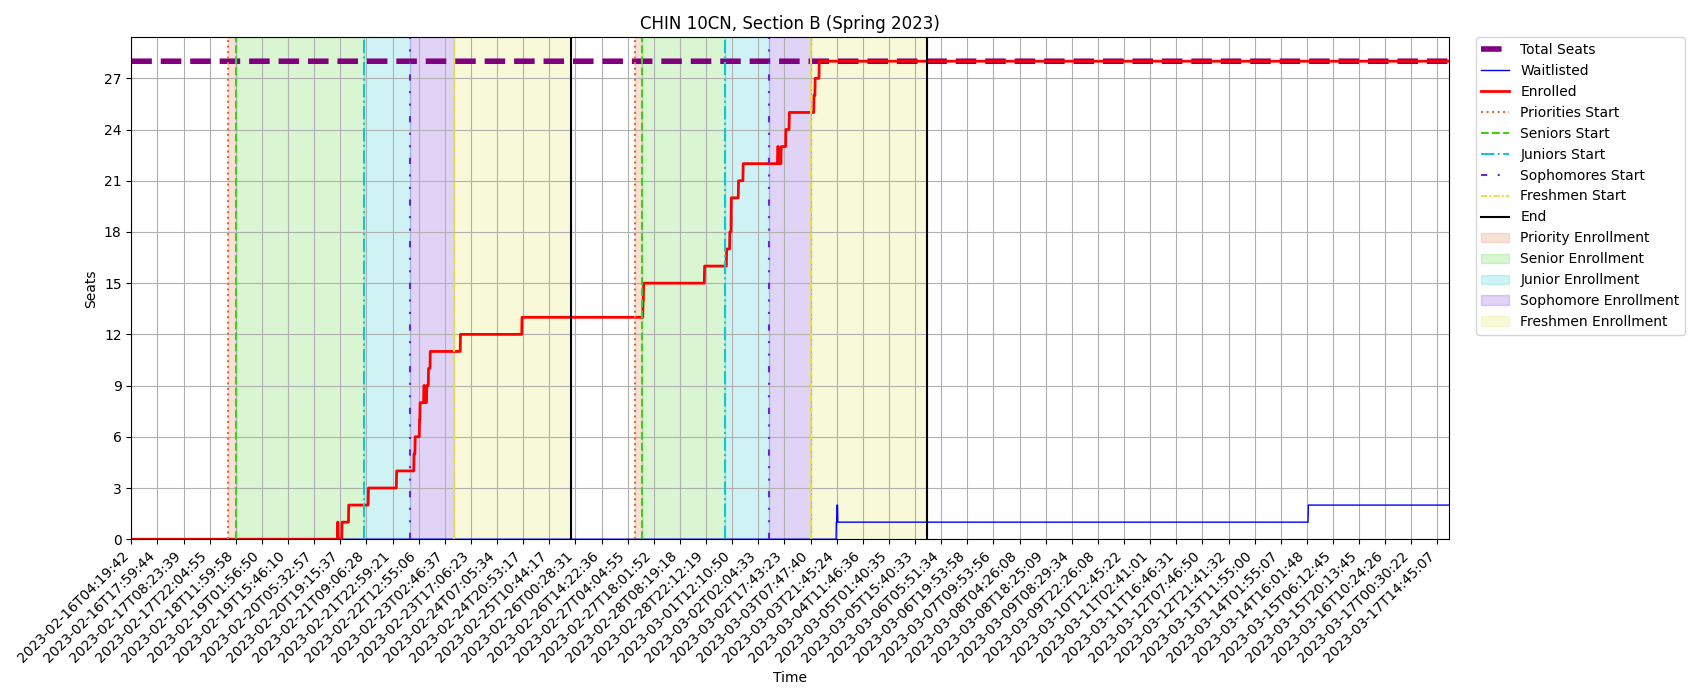 CHIN 10CN, Section B (Spring 2023)
Seats
27
24
21
18
15
12
9
6
3
0
2023-02-16T04:19:42
2023-02-16T17:59:44
2023-02-17T08:23:39
2023-02-17T22:04:55
2023-02-18T11:59:58
2023-02-19T01:56:50
2023-02-19T15:46:10
2023-02-20T05:32:57
2023-02-20T19:15:37
2023-02-21T09:06:28
2023-02-21T22:59:21
2023-02-22T12:55:06
2023-02-23T02:46:37
2023-02-23T17:06:23
2023-02-24T07:05:34
2023-02-24T20:53:17
2023-02-25T10:44:17
2023-02-26T00:28:31
2023-02-26T14:22:36
2023-02-27T04:04:55
2023-02-27T18:01:52
2023-02-28T08:19:18
2023-02-28T22:12:19
2023-03-01T12:10:50
2023-03-02T02:04:33
2023-03-02T17:43:23
2023-03-03T07:47:40
2023-03-03T21:45:24
2023-03-04T11:46:36
2023-03-05T01:40:35
2023-03-05T15:40:33
2023-03-06T05:51:34
2023-03-06T19:53:58
2023-03-07T09:53:56
2023-03-08T04:26:08
2023-03-08T18:25:09
2023-03-09T08:29:34
2023-03-09T22:26:08
2023-03-10T12:45:22
2023-03-11T02:41:01
2023-03-11T16:46:31
2023-03-12T07:46:50
2023-03-12T21:41:32
2023-03-13T11:55:00
2023-03-14T01:55:07
2023-03-14T16:01:48
2023-03-15T06:12:45
2023-03-15T20:13:45
2023-03-16T10:24:26
2023-03-17T00:30:22
2023-03-17T14:45:07
Time
Total Seats
Waitlisted
Enrolled
Priorities Start
Seniors Start
Juniors Start
Sophomores Start
Freshmen Start
End
Priority Enrollment
Senior Enrollment
Junior Enrollment
Sophomore Enrollment
Freshmen Enrollment